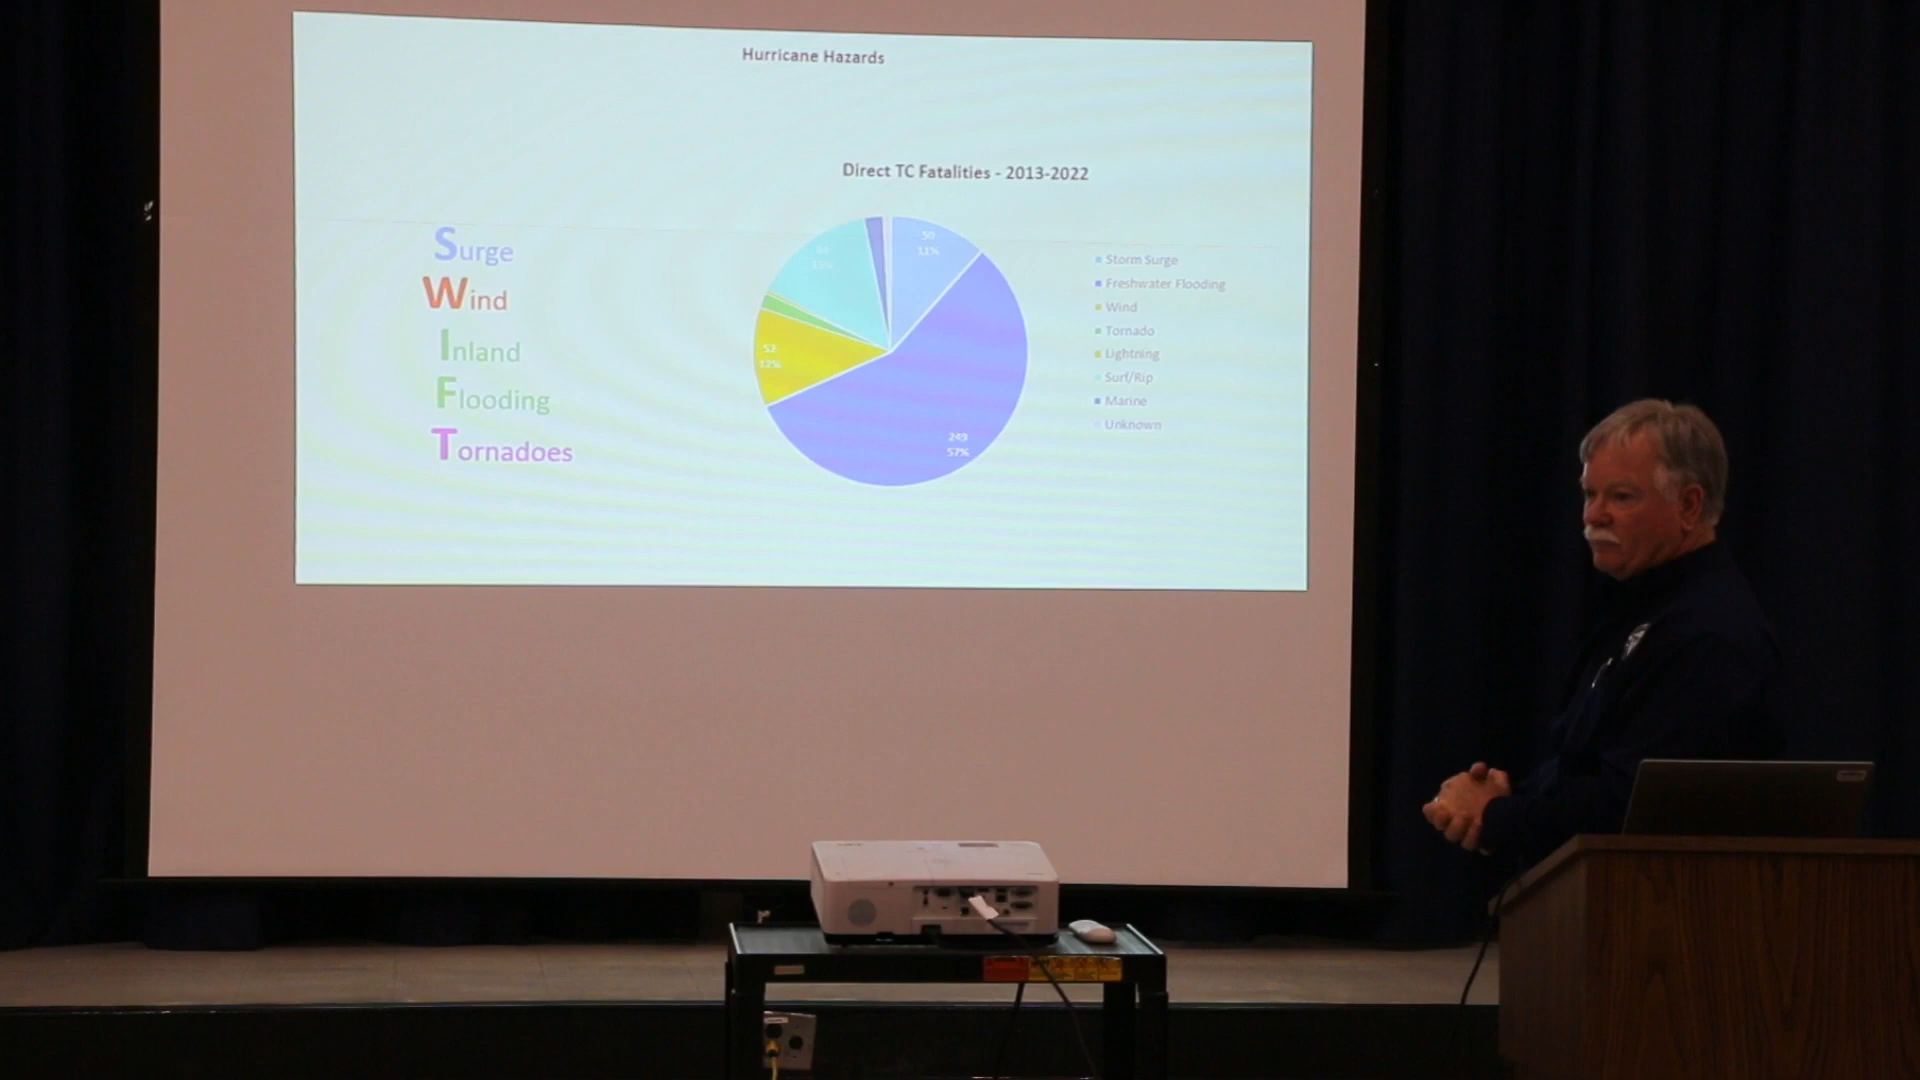 Hurricane Hazards
Surge
Wind
Inland
Flooding
Tornadoes
Direct TC Fatalities - 2013-2022
50
11%
15%
52
12%
249
57%
Storm Surge
Freshwater Flooding
Wind
Tornado
Lightning
Surf/Rip
Marine
Unknown